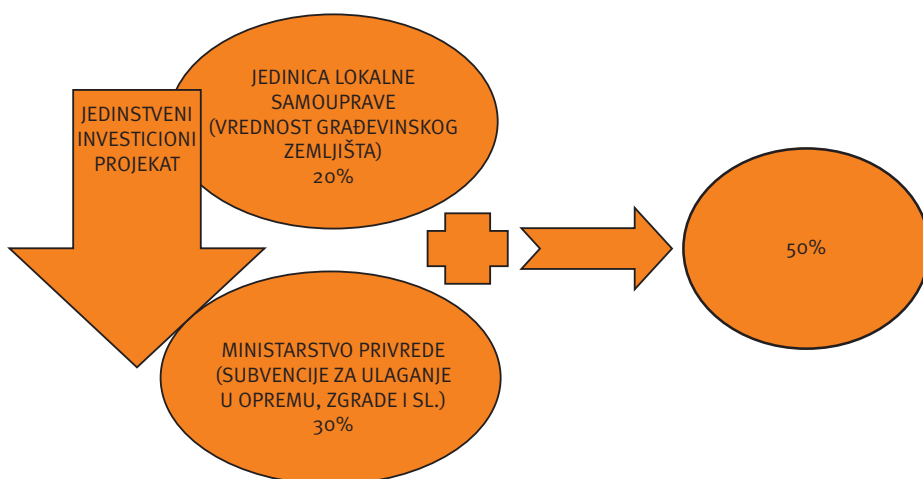 JEDINSTVENI
INVESTICIONI
PROJEKAT
JEDINICA LOKALNE
SAMOUPRAVE
(VREDNOST GRAĐEVINSKOG
ZEMLJIŠTA)
20%
MINISTARSTVO PRIVREDE
(SUBVENCIJE ZA ULAGANJE
U OPREMU, ZGRADE I SL.)
30%
50%